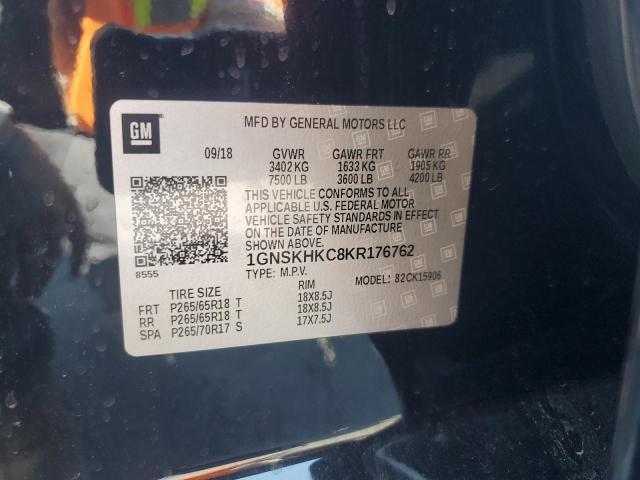 GM
MFD BY GENERAL MOTORS LLC
09/18 GVWR GAWR FRT GAWR RR
3402 KG 1633 KG 1905 KG
7500 LB 3600 LB 4200 LB
THIS VEHICLE CONFORMS TO ALL
APPLICABLE U.S. FEDERAL MOTOR
VEHICLE SAFETY STANDARDS IN EFFECT
ON THE DATE OF MANUFACTURE
1GNSKHKC8KR176762
8555
TYPE: M.P.V. MODEL: 82CK15906
TIRE SIZE RIM
FRT P265/65R18 T 18X8.5J
RR P265/65R18 T 18X8.5J
SPA P265/70R17 S 17X7.5J